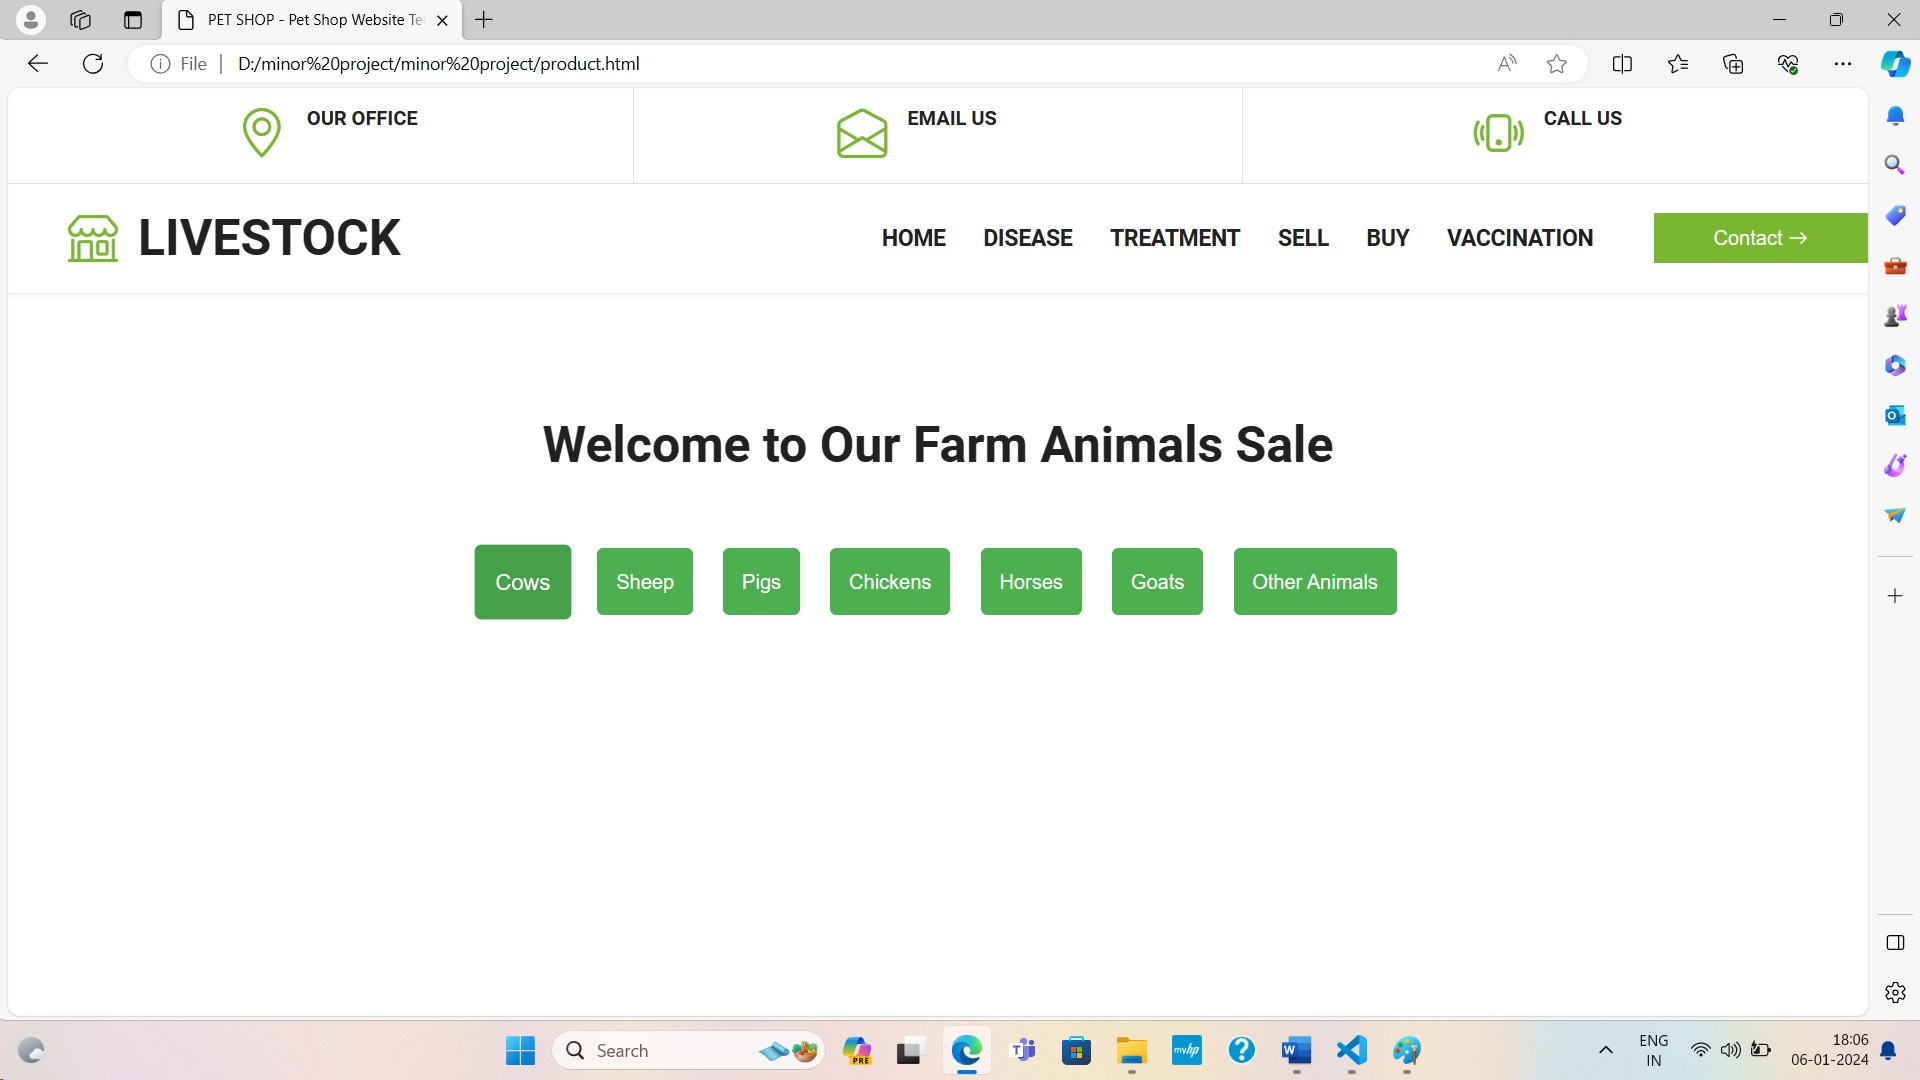 PET SHOP - Pet Shop Website Te
File
D:/minor%20project/minor%20project/product.html
OUR OFFICE
EMAIL US
CALL US
LIVESTOCK
HOME
DISEASE
TREATMENT
SELL
BUY
VACCINATION
Contact →
Welcome to Our Farm Animals Sale
Cows
Sheep
Pigs
Chickens
Horses
Goats
Other Animals
Search
PRE
myhp
ENG
IN
18:06
06-01-2024